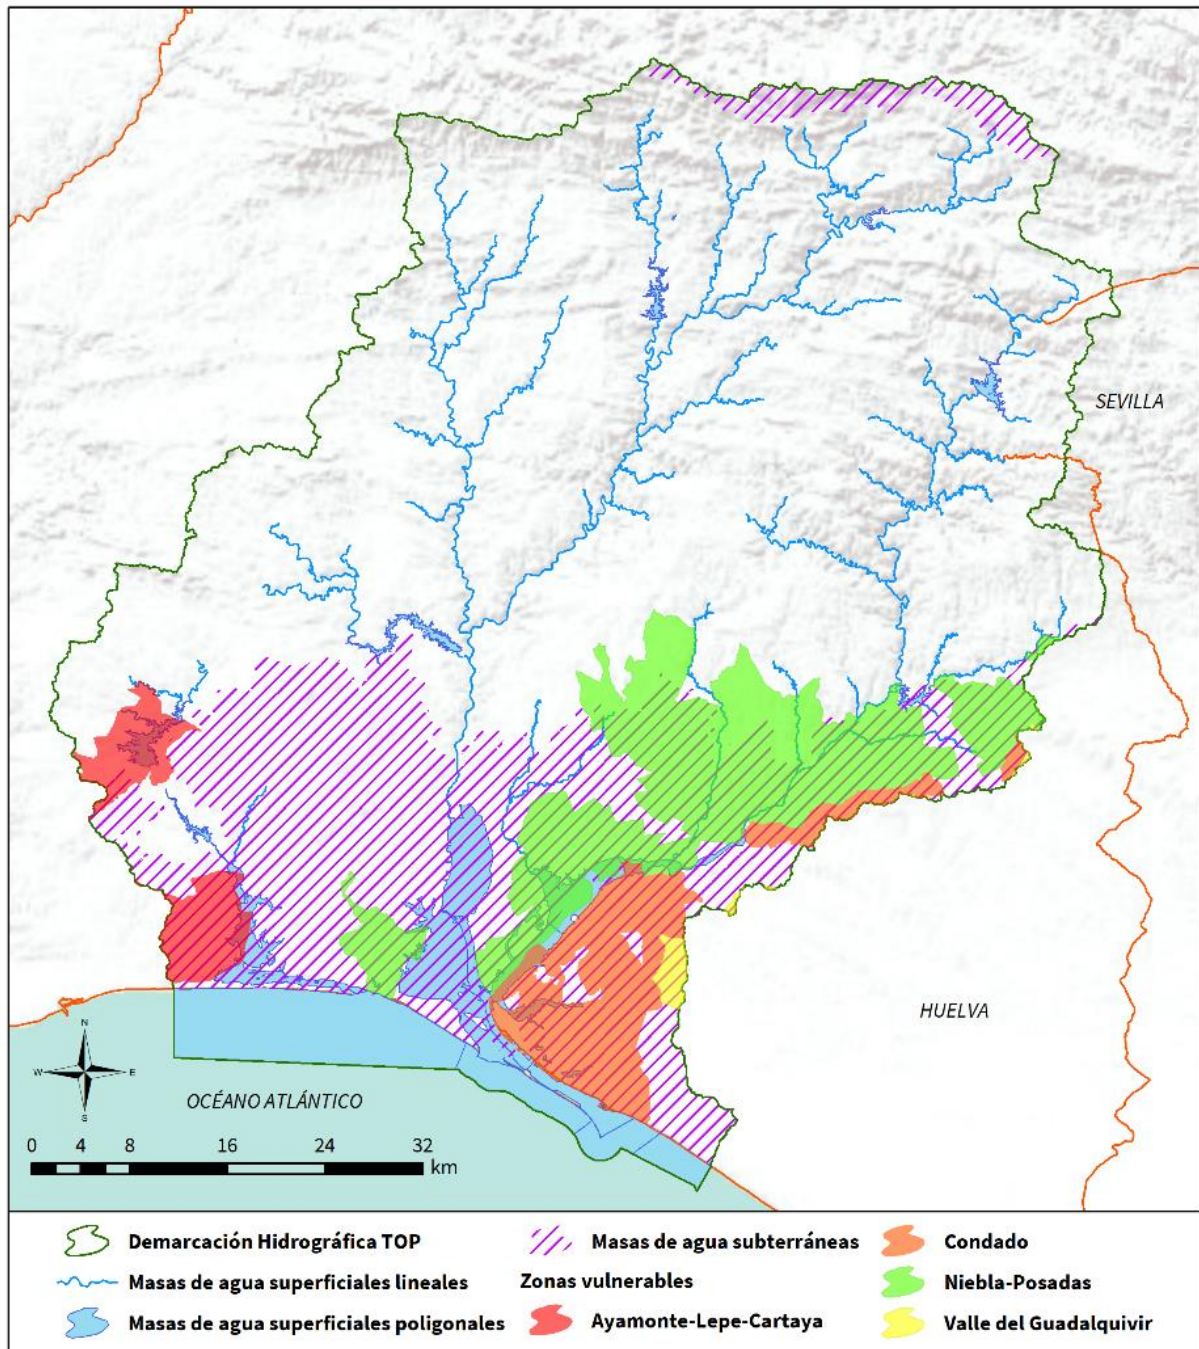 SEVILLA
HUELVA
N
W E
S
OCÉANO ATLÁNTICO
0 4 8 16 24 32
km
Demarcación Hidrográfica TOP
Masas de agua superficiales lineales
Masas de agua superficiales poligonales
Masas de agua subterráneas
Zonas vulnerables
Ayamonte-Lepe-Cartaya
Condado
Niebla-Posadas
Valle del Guadalquivir